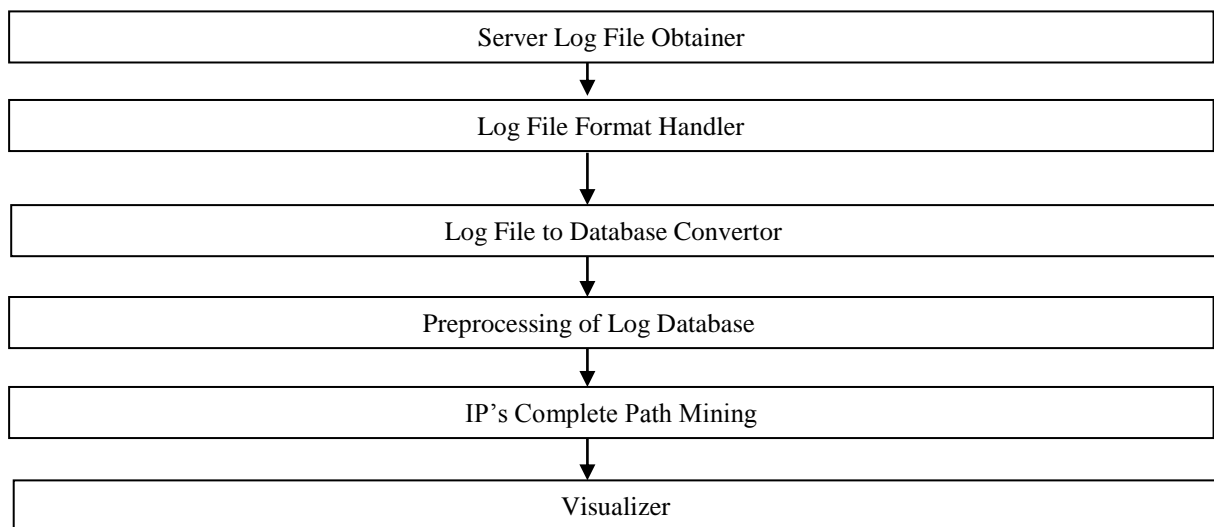 Server Log File Obtainer
Log File Format Handler
Log File to Database Convertor
Preprocessing of Log Database
IP’s Complete Path Mining
Visualizer